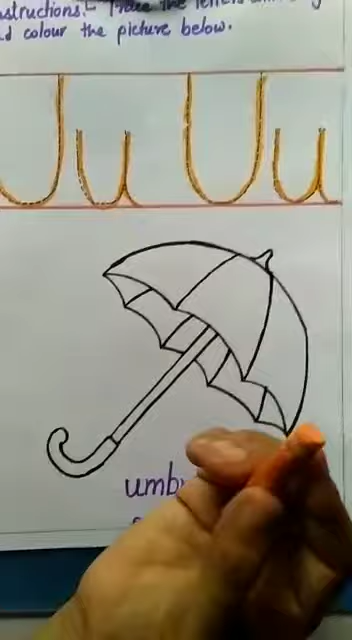 structions:- Trace the letters
d colour the picture below.
U u U u
umb